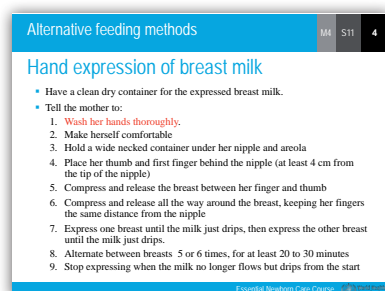 Alternative feeding methods
M4 S11 4
Hand expression of breast milk
Have a clean dry container for the expressed breast milk.
Tell the mother to:
1. Wash her hands thoroughly.
2. Make herself comfortable
3. Hold a wide necked container under her nipple and areola
4. Place her thumb and first finger behind the nipple (at least 4 cm from
the tip of the nipple)
5. Compress and release the breast between her finger and thumb
6. Compress and release all the way around the breast, keeping her fingers
the same distance from the nipple
7. Express one breast until the milk just drips, then express the other breast
until the milk just drips.
8. Alternate between breasts 5 or 6 times, for at least 20 to 30 minutes
9. Stop expressing when the milk no longer flows but drips from the start
Essential Newborn Care Course